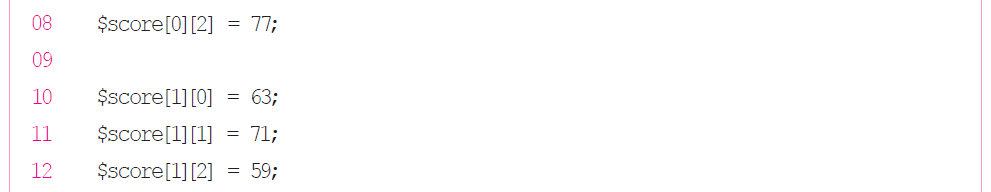 08 $score[0][2] = 77;
09
10 $score[1][0] = 63;
11 $score[1][1] = 71;
12 $score[1][2] = 59;